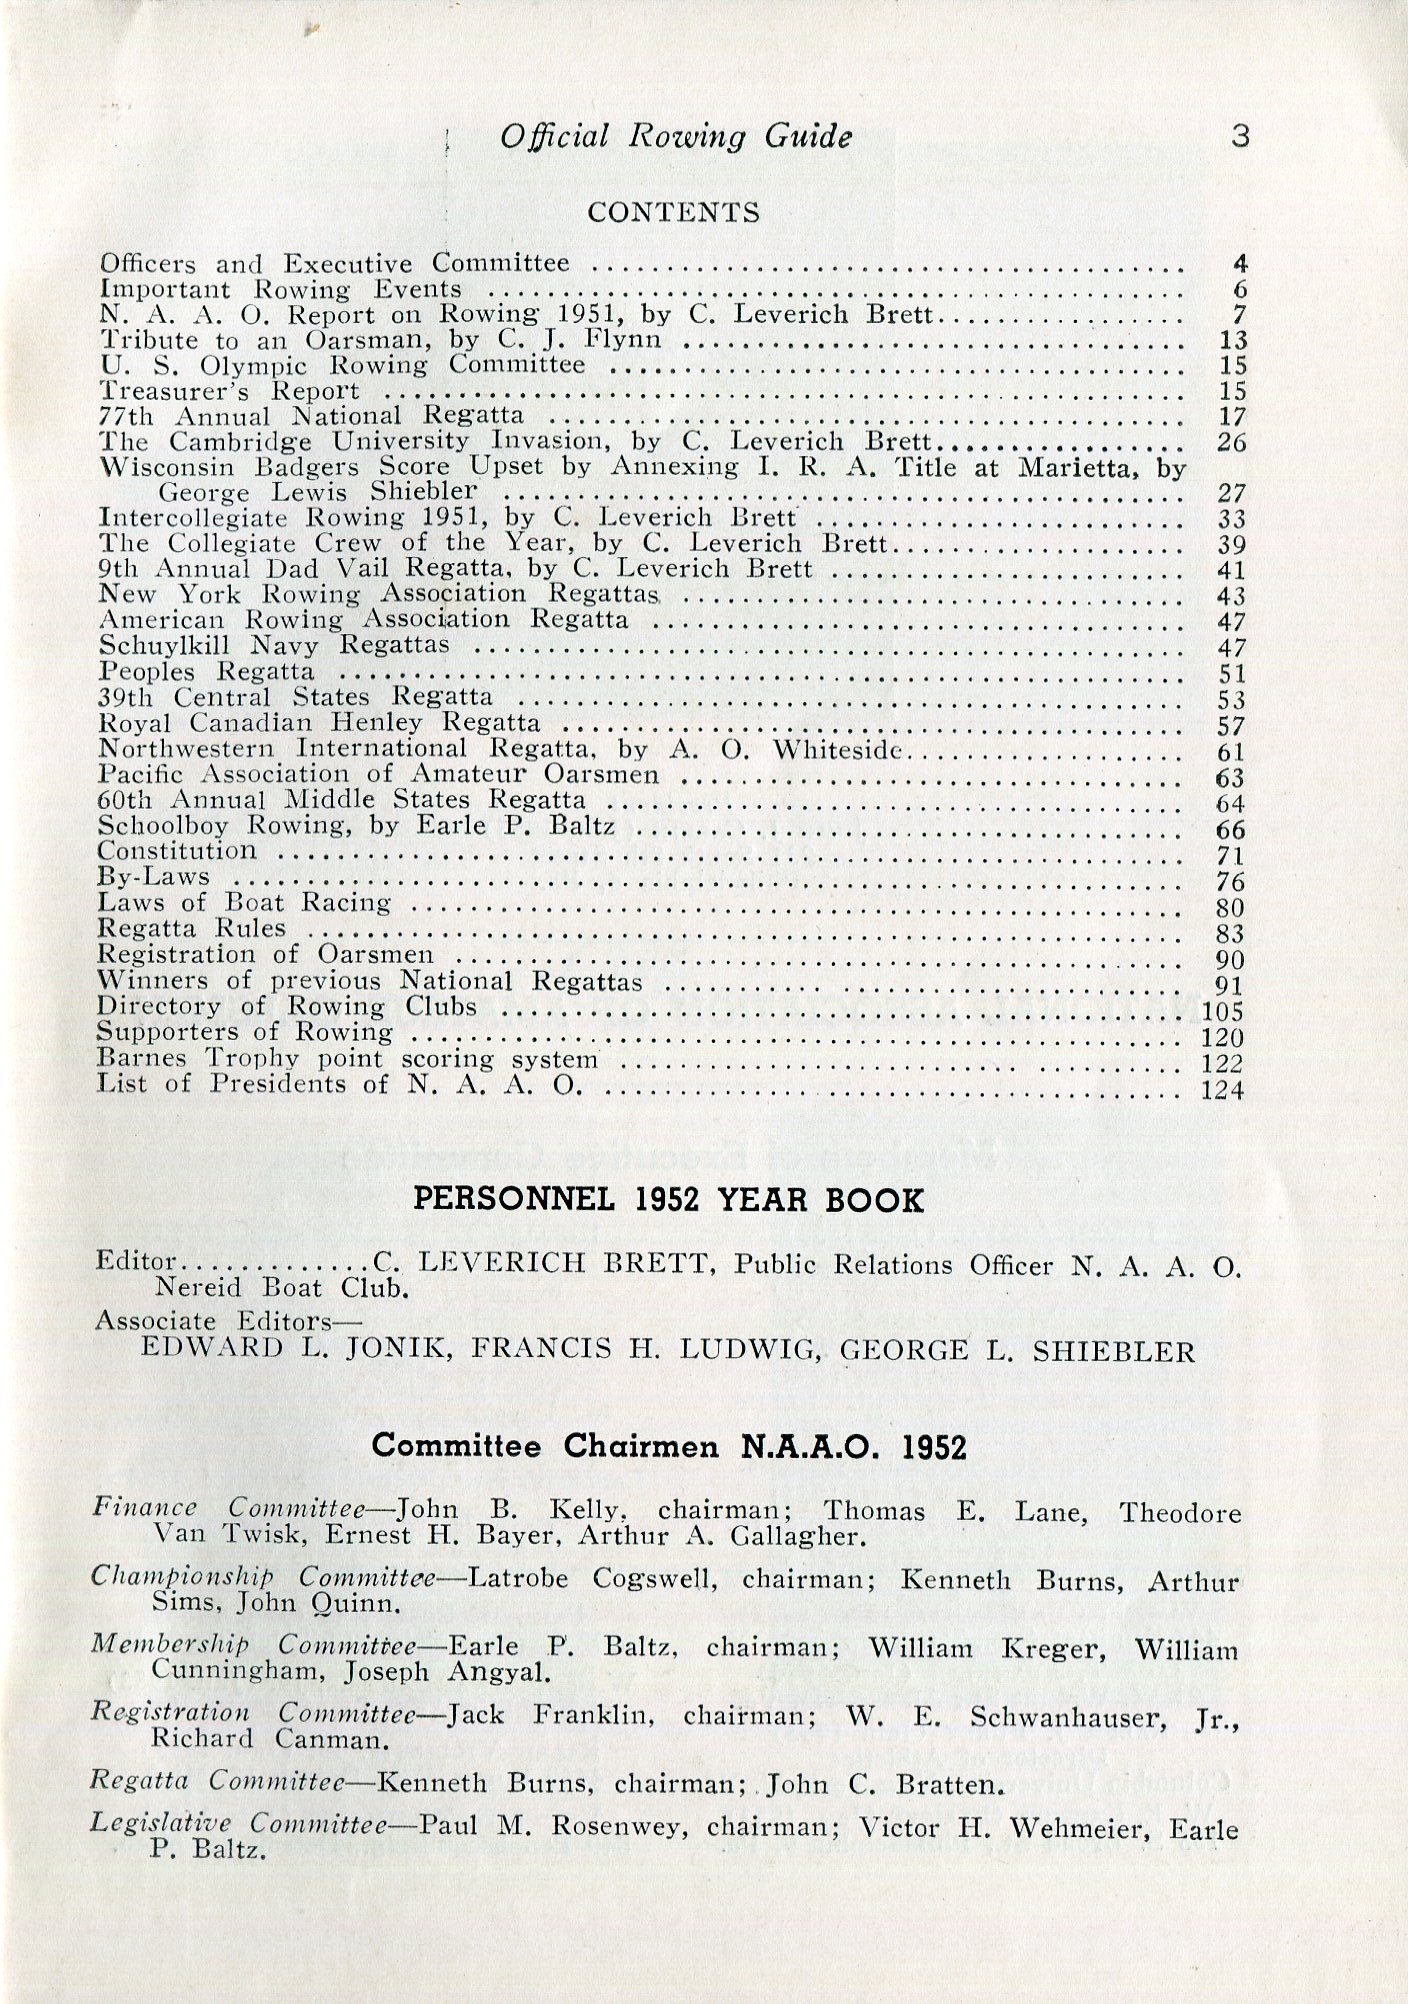 Official Rowing Guide 3
CONTENTS
Officers and Executive Committee ........................................ 4
Important Rowing Events ............................................... 6
N. A. A. O. Report on Rowing 1951, by C. Leverich Brett................. 7
Tribute to an Oarsman, by C. J. Flynn .................................. 13
U. S. Olympic Rowing Committee ....................................... 15
Treasurer's Report ...................................................... 15
77th Annual National Regatta ........................................... 17
The Cambridge University Invasion, by C. Leverich Brett................. 26
Wisconsin Badgers Score Upset by Annexing I. R. A. Title at Marietta, by
George Lewis Shiebler .............................................. 27
Intercollegiate Rowing 1951, by C. Leverich Brett ......................... 33
The Collegiate Crew of the Year, by C. Leverich Brett.................... 39
9th Annual Dad Vail Regatta, by C. Leverich Brett ........................ 41
New York Rowing Association Regattas .................................. 43
American Rowing Association Regatta .................................... 47
Schuylkill Navy Regattas ................................................ 47
Peoples Regatta ......................................................... 51
39th Central States Regatta ............................................. 53
Royal Canadian Henley Regatta .......................................... 57
Northwestern International Regatta, by A. O. Whiteside................... 61
Pacific Association of Amateur Oarsmen .................................. 63
60th Annual Middle States Regatta ....................................... 64
Schoolboy Rowing, by Earle P. Baltz ..................................... 66
Constitution ............................................................. 71
By-Laws ................................................................ 76
Laws of Boat Racing .................................................... 80
Regatta Rules ........................................................... 83
Registration of Oarsmen ................................................. 90
Winners of previous National Regattas ................................... 91
Directory of Rowing Clubs .............................................. 105
Supporters of Rowing .................................................... 120
Barnes Trophy point scoring system ...................................... 122
List of Presidents of N. A. A. O. ....................................... 124
PERSONNEL 1952 YEAR BOOK
Editor.............C. LEVERICH BRETT, Public Relations Officer N. A. A. O.
Nereid Boat Club.
Associate Editors—
EDWARD L. JONIK, FRANCIS H. LUDWIG, GEORGE L. SHIEBLER
Committee Chairmen N.A.A.O. 1952
Finance Committee—John B. Kelly, chairman; Thomas E. Lane, Theodore
Van Twisk, Ernest H. Bayer, Arthur A. Gallagher.
Championship Committee—Latrobe Cogswell, chairman; Kenneth Burns, Arthur
Sims, John Quinn.
Membership Committee—Earle P. Baltz, chairman; William Kreger, William
Cunningham, Joseph Angyal.
Registration Committee—Jack Franklin, chairman; W. E. Schwanhauser, Jr.,
Richard Canman.
Regatta Committee—Kenneth Burns, chairman; John C. Bratten.
Legislative Committee—Paul M. Rosenwey, chairman; Victor H. Wehmeier, Earle
P. Baltz.